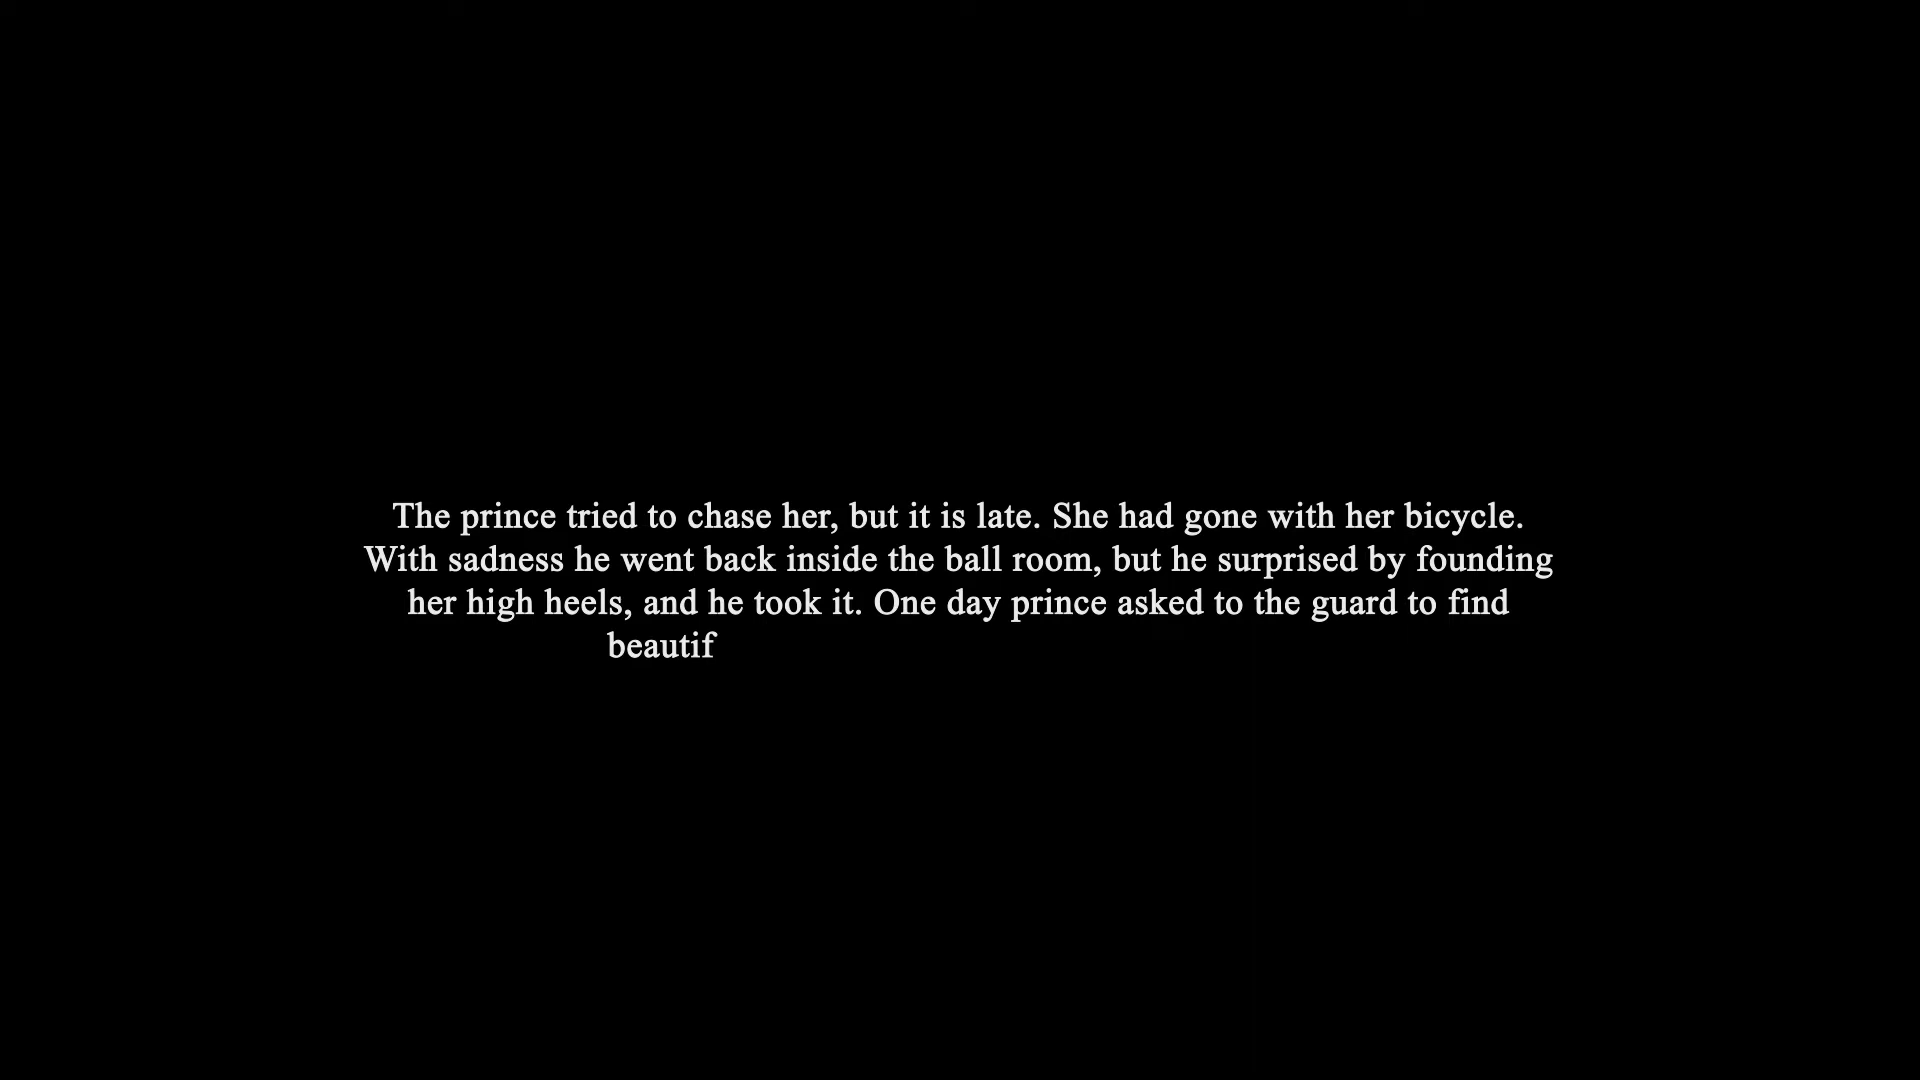 The prince tried to chase her, but it is late. She had gone with her bicycle.
With sadness he went back inside the ball room, but he surprised by founding
her high heels, and he took it. One day prince asked to the guard to find
beautif